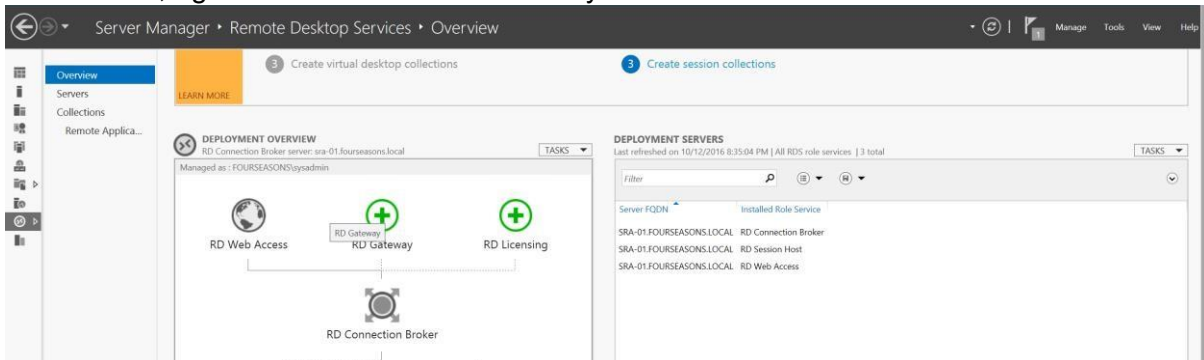 Server Manager ‣ Remote Desktop Services ‣ Overview
1 Manage Tools View Help
Overview
Servers
Collections
Remote Applica...
3 Create virtual desktop collections
3 Create session collections
LEARN MORE
DEPLOYMENT OVERVIEW
RD Connection Broker server: sra-01.fourseasons.local
TASKS
Managed as : FOURSEASONS\sysadmin
RD Web Access
RD Gateway
RD Gateway
RD Licensing
RD Connection Broker
DEPLOYMENT SERVERS
Last refreshed on 10/12/2016 8:35:04 PM | All RDS role services | 3 total
TASKS
Filter
Server FQDN Installed Role Service
SRA-01.FOURSEASONS.LOCAL RD Connection Broker
SRA-01.FOURSEASONS.LOCAL RD Session Host
SRA-01.FOURSEASONS.LOCAL RD Web Access